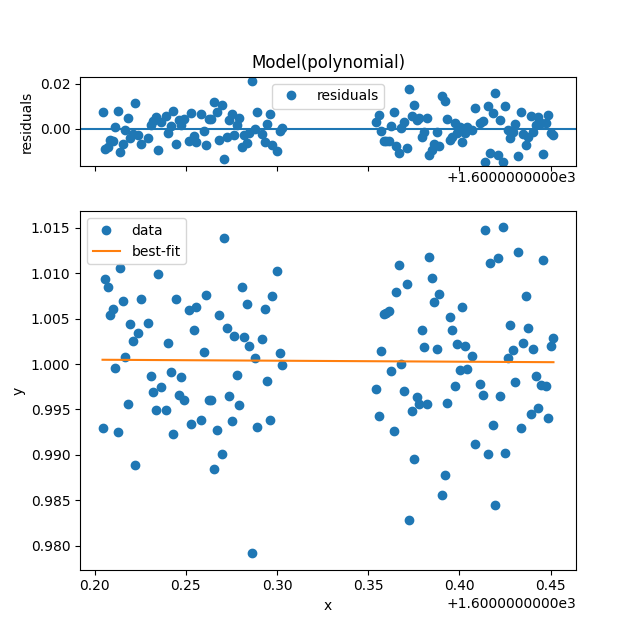 Model(polynomial)
residuals
0.02
0.00
residuals
+1.6000000000e3
1.015
1.010
1.005
1.000
0.995
0.990
0.985
0.980
y
data
best-fit
0.20 0.25 0.30 0.35 0.40 0.45
x
+1.6000000000e3